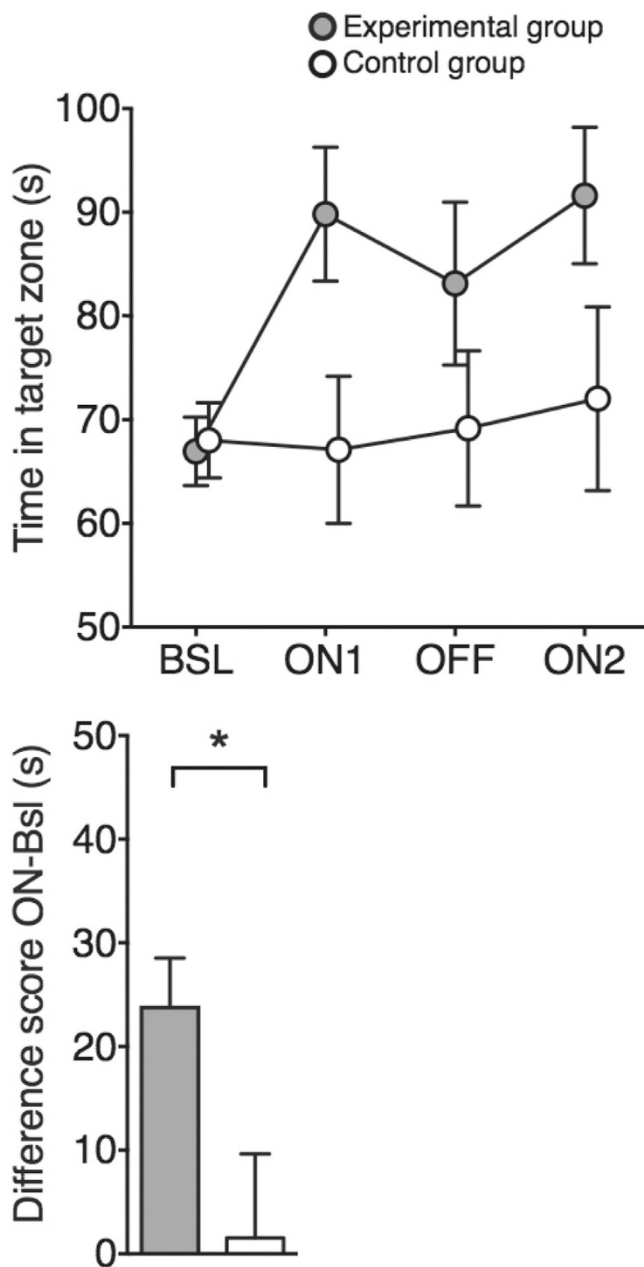 Experimental group
Control group
Time in target zone (s)
100
90
80
70
60
50
BSL ON1 OFF ON2
Difference score ON-Bsl (s)
50
*
40
30
20
10
0